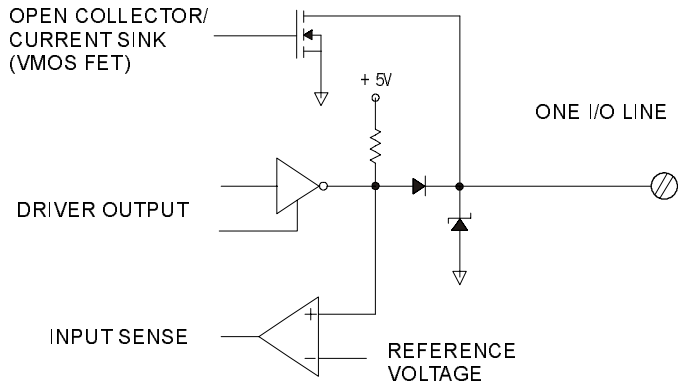 OPEN COLLECTOR/
CURRENT SINK
(VMOS FET)
+ 5V
ONE I/O LINE
DRIVER OUTPUT
+
INPUT SENSE
−
REFERENCE
VOLTAGE